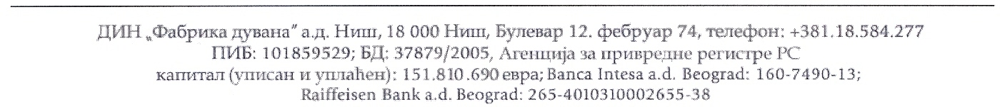 ДИН „Фабрика дувана“ а.д. Ниш, 18 000 Ниш, Булевар 12. фебруар 74, телефон: +381.18.584.277
ПИБ: 101859529; БД: 37879/2005, Агенција за привредне регистре РС
капитал (уписан и уплаћен): 151.810.690 евра; Banca Intesa a.d. Beograd: 160-7490-13;
Raiffeisen Bank a.d. Beograd: 265-4010310002655-38